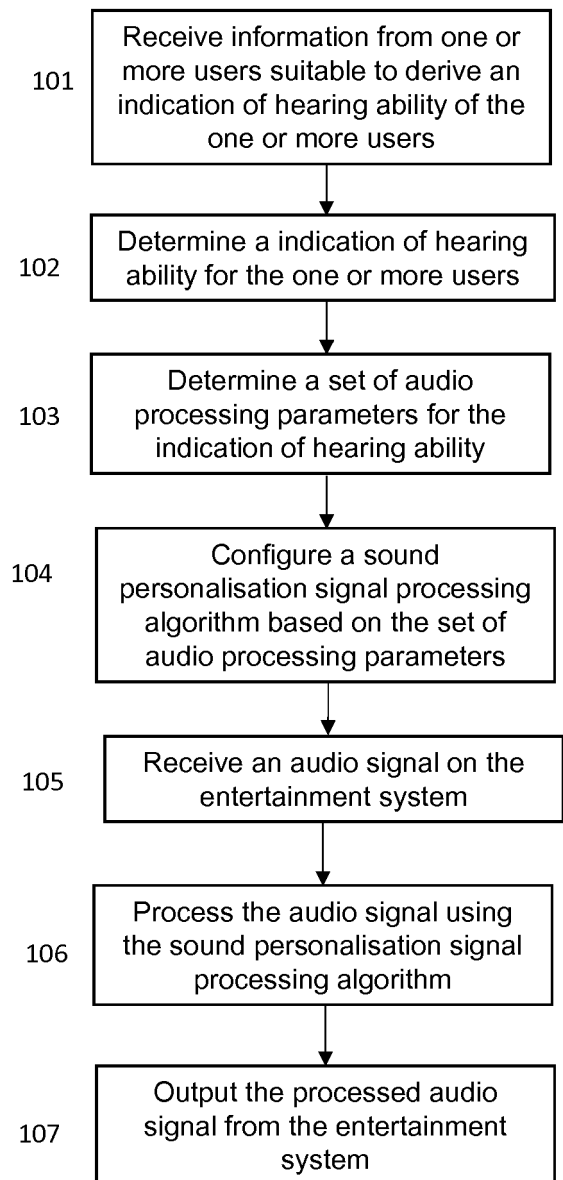 101
Receive information from one or
more users suitable to derive an
indication of hearing ability of the
one or more users
102
Determine a indication of hearing
ability for the one or more users
103
Determine a set of audio
processing parameters for the
indication of hearing ability
104
Configure a sound
personalisation signal processing
algorithm based on the set of
audio processing parameters
105
Receive an audio signal on the
entertainment system
106
Process the audio signal using
the sound personalisation signal
processing algorithm
107
Output the processed audio
signal from the entertainment
system